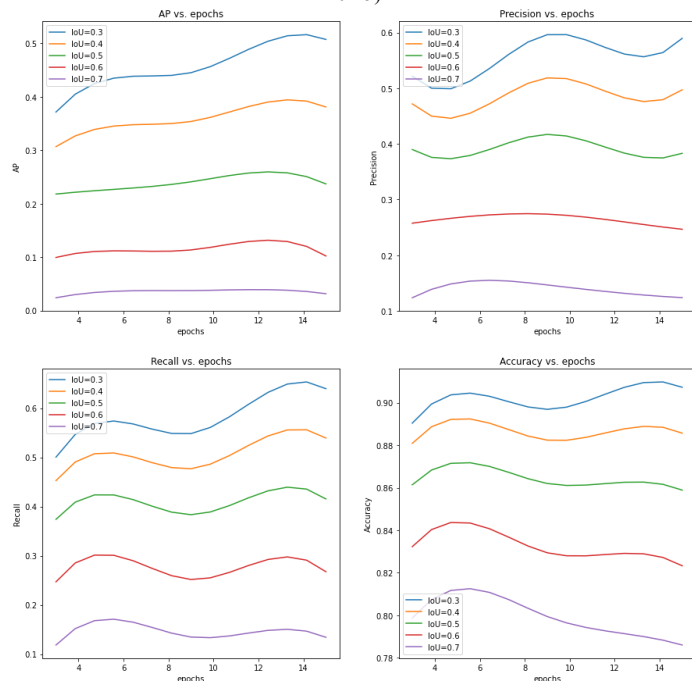 AP vs. epochs
IoU=0.3
IoU=0.4
IoU=0.5
IoU=0.6
IoU=0.7
0.5
0.4
0.3
0.2
0.1
0.0
AP
4 6 8 10 12 14
epochs
Precision vs. epochs
IoU=0.3
IoU=0.4
IoU=0.5
IoU=0.6
IoU=0.7
0.6
0.5
0.4
0.3
0.2
0.1
Precision
4 6 8 10 12 14
epochs
Recall vs. epochs
IoU=0.3
IoU=0.4
IoU=0.5
IoU=0.6
IoU=0.7
0.6
0.5
0.4
0.3
0.2
0.1
Recall
4 6 8 10 12 14
epochs
Accuracy vs. epochs
0.90
0.88
0.86
0.84
0.82
0.80
0.78
Accuracy
IoU=0.3
IoU=0.4
IoU=0.5
IoU=0.6
IoU=0.7
4 6 8 10 12 14
epochs